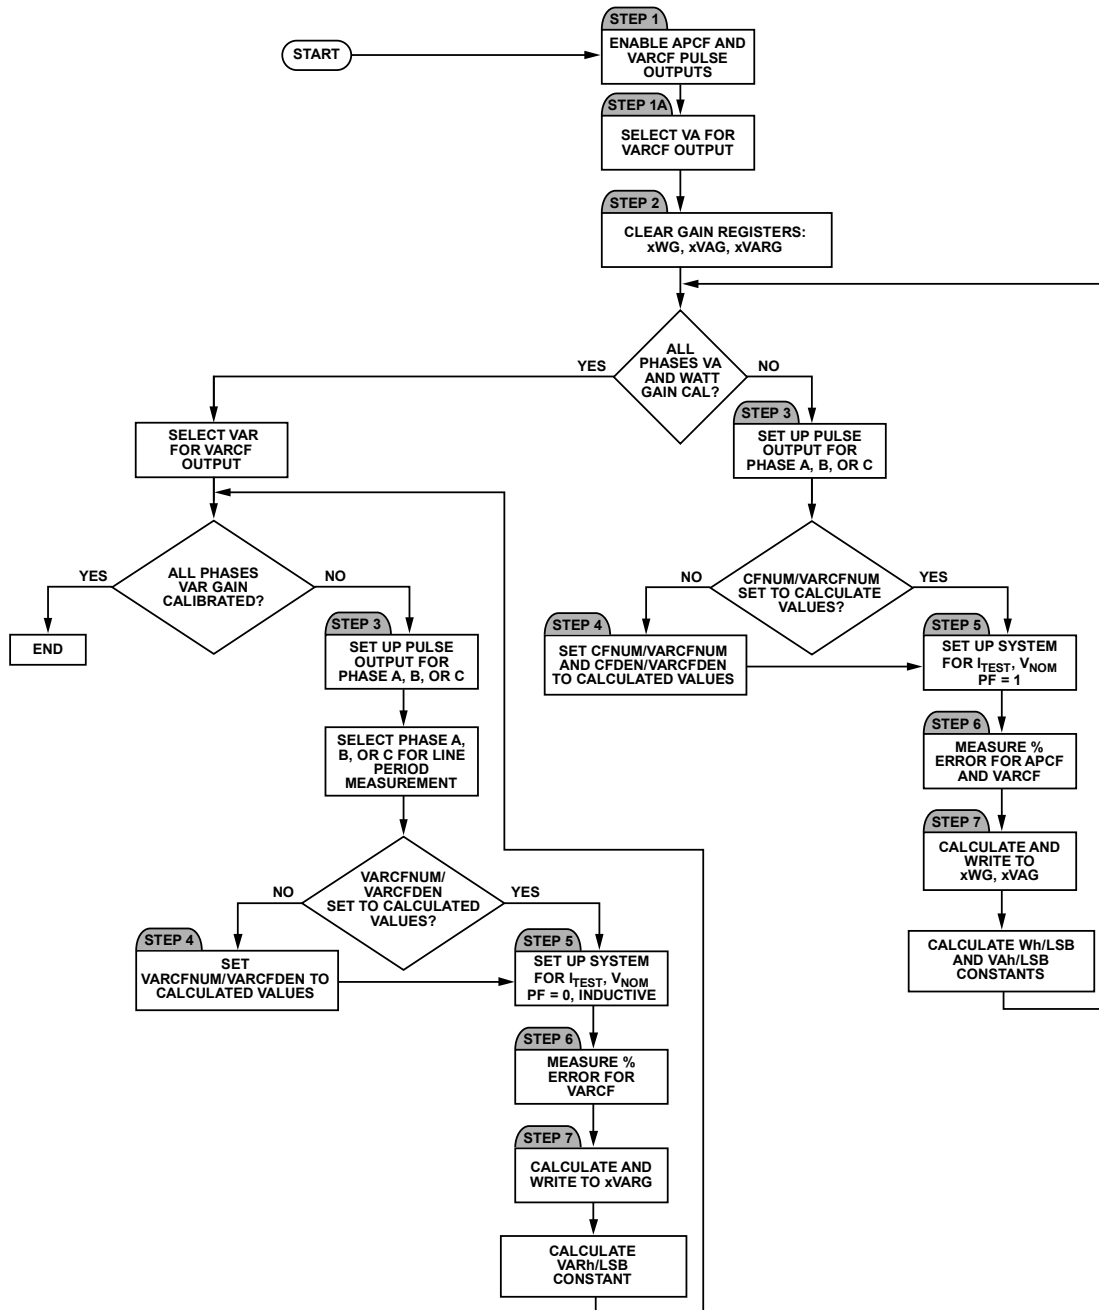 STEP 1
START
ENABLE APCF AND
VARCF PULSE
OUTPUTS
STEP 1A
SELECT VA FOR
VARCF OUTPUT
STEP 2
CLEAR GAIN REGISTERS:
xWG, xVAG, xVARG
ALL
PHASES VA
AND WATT
GAIN CAL?
YES
NO
SELECT VAR
FOR VARCF
OUTPUT
STEP 3
SET UP PULSE
OUTPUT FOR
PHASE A, B, OR C
ALL PHASES
VAR GAIN
CALIBRATED?
YES
NO
END
CFNUM/VARCFNUM
SET TO CALCULATE
VALUES?
NO
YES
STEP 3
SET UP PULSE
OUTPUT FOR
PHASE A, B, OR C
STEP 4
SET CFNUM/VARCFNUM
AND CFDEN/VARCFDEN
TO CALCULATED VALUES
STEP 5
SET UP SYSTEM
FOR ITEST, VNOM
PF = 1
SELECT PHASE A,
B, OR C FOR LINE
PERIOD
MEASUREMENT
STEP 6
MEASURE %
ERROR FOR APCF
AND VARCF
STEP 7
CALCULATE AND
WRITE TO
xWG, xVAG
VARCFNUM/
VARCFDEN
SET TO CALCULATED
VALUES?
NO
YES
STEP 4
SET
VARCFNUM/VARCFDEN TO
CALCULATED VALUES
STEP 5
SET UP SYSTEM
FOR ITEST, VNOM
PF = 0, INDUCTIVE
CALCULATE Wh/LSB
AND VAh/LSB
CONSTANTS
STEP 6
MEASURE %
ERROR FOR
VARCF
STEP 7
CALCULATE AND
WRITE TO xVARG
CALCULATE
VARh/LSB
CONSTANT